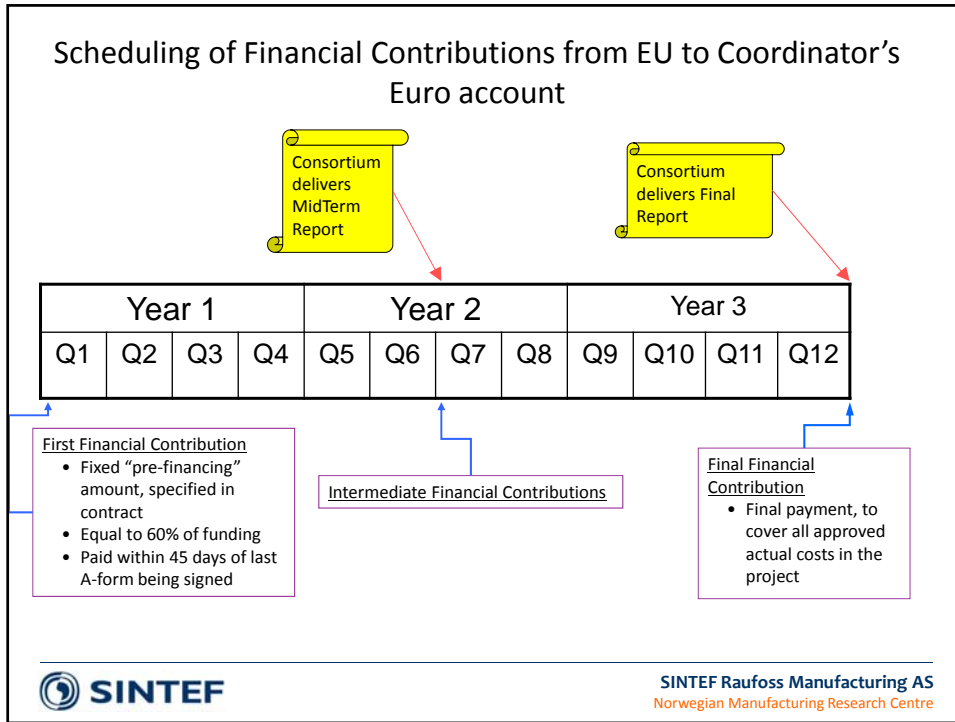 Scheduling of Financial Contributions from EU to Coordinator's
Euro account
Consortium
delivers
MidTerm
Report
Consortium
delivers Final
Report
Year 1 Year 2 Year 3
Q1 Q2 Q3 Q4 Q5 Q6 Q7 Q8 Q9 Q10 Q11 Q12
First Financial Contribution
• Fixed “pre-financing”
amount, specified in
contract
• Equal to 60% of funding
• Paid within 45 days of last
A-form being signed
Intermediate Financial Contributions
Final Financial
Contribution
• Final payment, to
cover all approved
actual costs in the
project
SINTEF
SINTEF Raufoss Manufacturing AS
Norwegian Manufacturing Research Centre